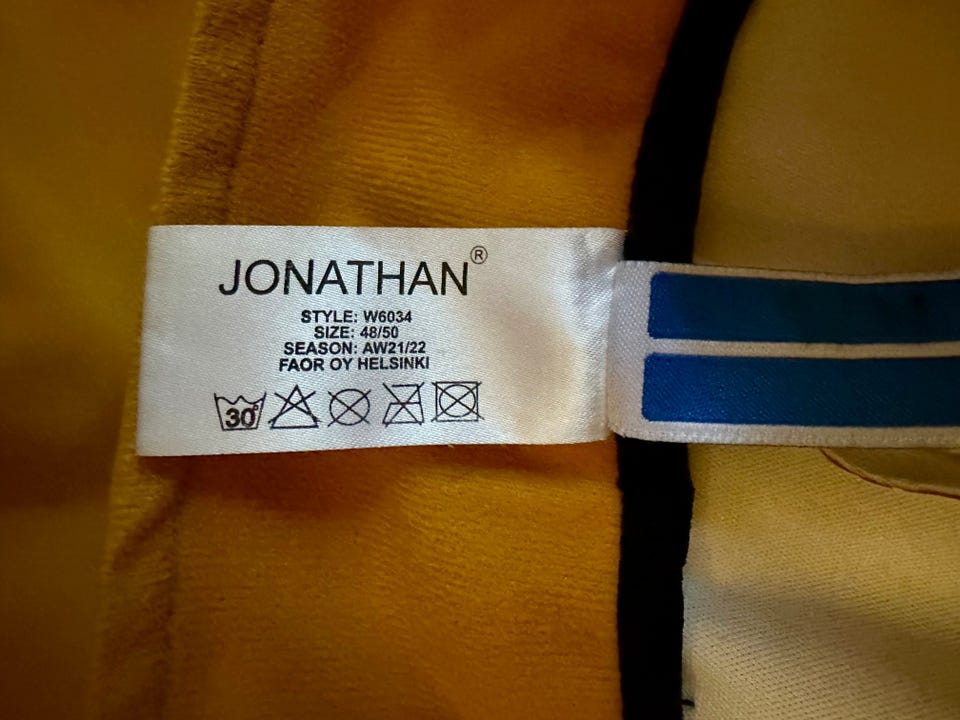 JONATHAN®
STYLE: W6034
SIZE: 48/50
SEASON: AW21/22
FAOR OY HELSINKI
30°